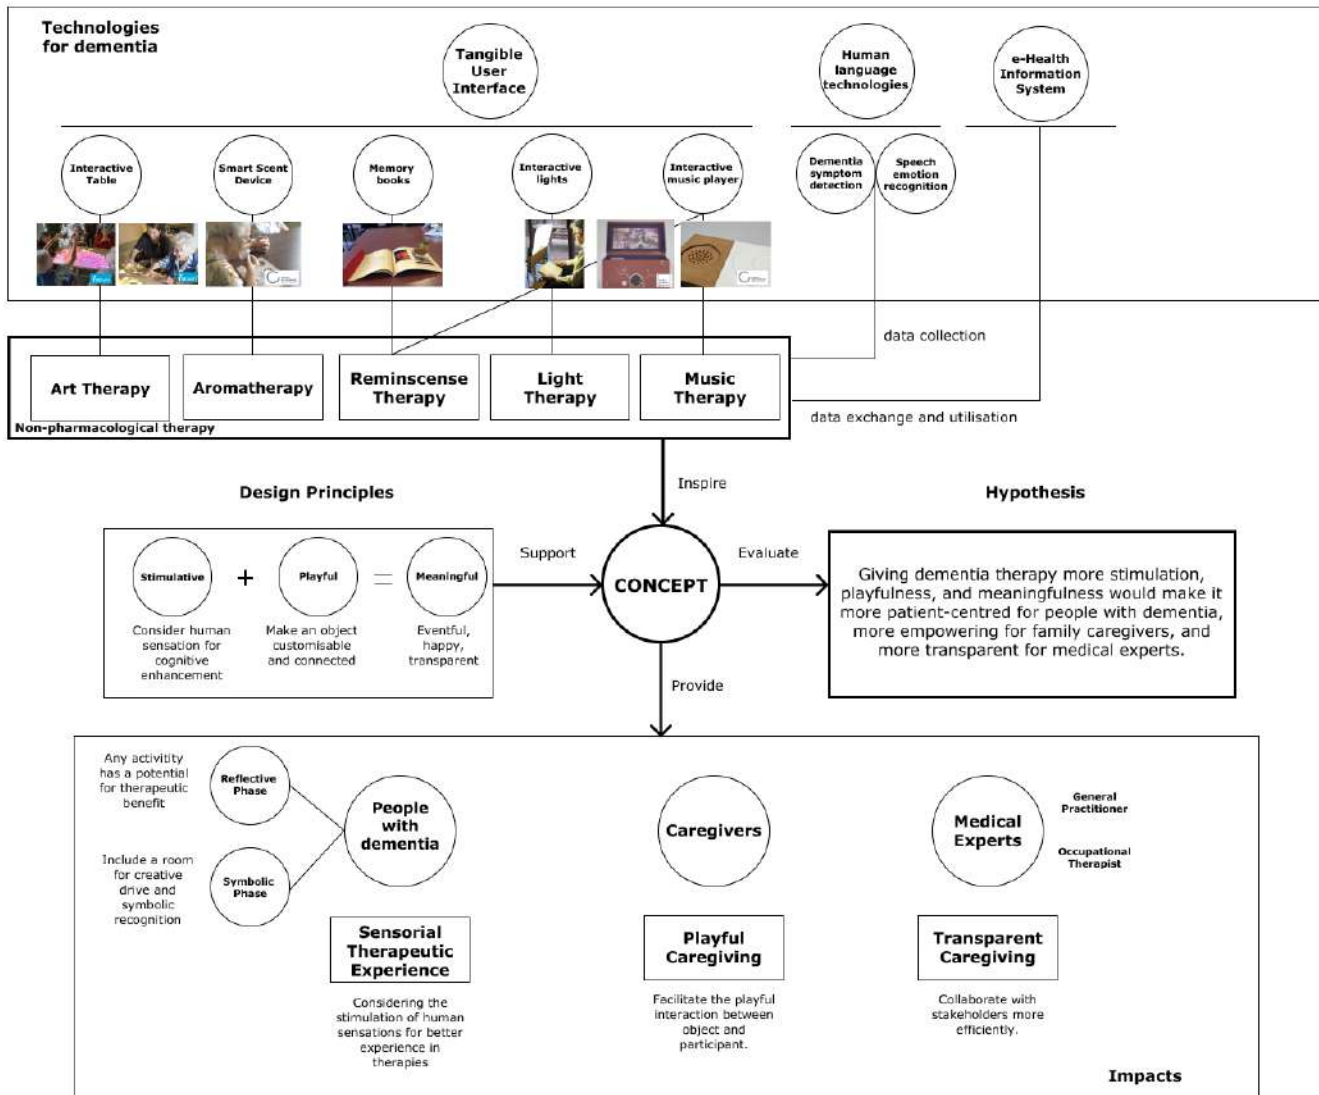 Technologies
for dementia
Tangible
User
Interface
Human
language
technologies
e-Health
Information
System
Interactive
Table
Smart Scent
Device
Memory
books
Interactive
lights
Interactive
music player
Dementia
symptom
detection
Speech
emotion
recognition
data collection
Art Therapy
Aromatherapy
Reminscense
Therapy
Light
Therapy
Music
Therapy
Non-pharmacological therapy
data exchange and utilisation
Inspire
Design Principles
Hypothesis
Stimulative
+
Playful
=
Meaningful
Consider human
sensation for
cognitive
enhancement
Make an object
customisable
and connected
Eventful,
happy,
transparent
Support
CONCEPT
Evaluate
Giving dementia therapy more stimulation,
playfulness, and meaningfulness would make it
more patient-centred for people with dementia,
more empowering for family caregivers, and
more transparent for medical experts.
Provide
Any activitity
has a potential
for therapeutic
benefit
Reflective
Phase
Include a room
for creative
drive and
symbolic
recognition
Symbolic
Phase
People
with
dementia
Caregivers
Medical
Experts
General
Practitioner
Occupational
Therapist
Sensorial
Therapeutic
Experience
Considering the
stimulation of human
sensations for better
experience in
therapies
Playful
Caregiving
Facilitate the playful
interaction between
object and
participant.
Transparent
Caregiving
Collaborate with
stakeholders more
efficiently.
Impacts